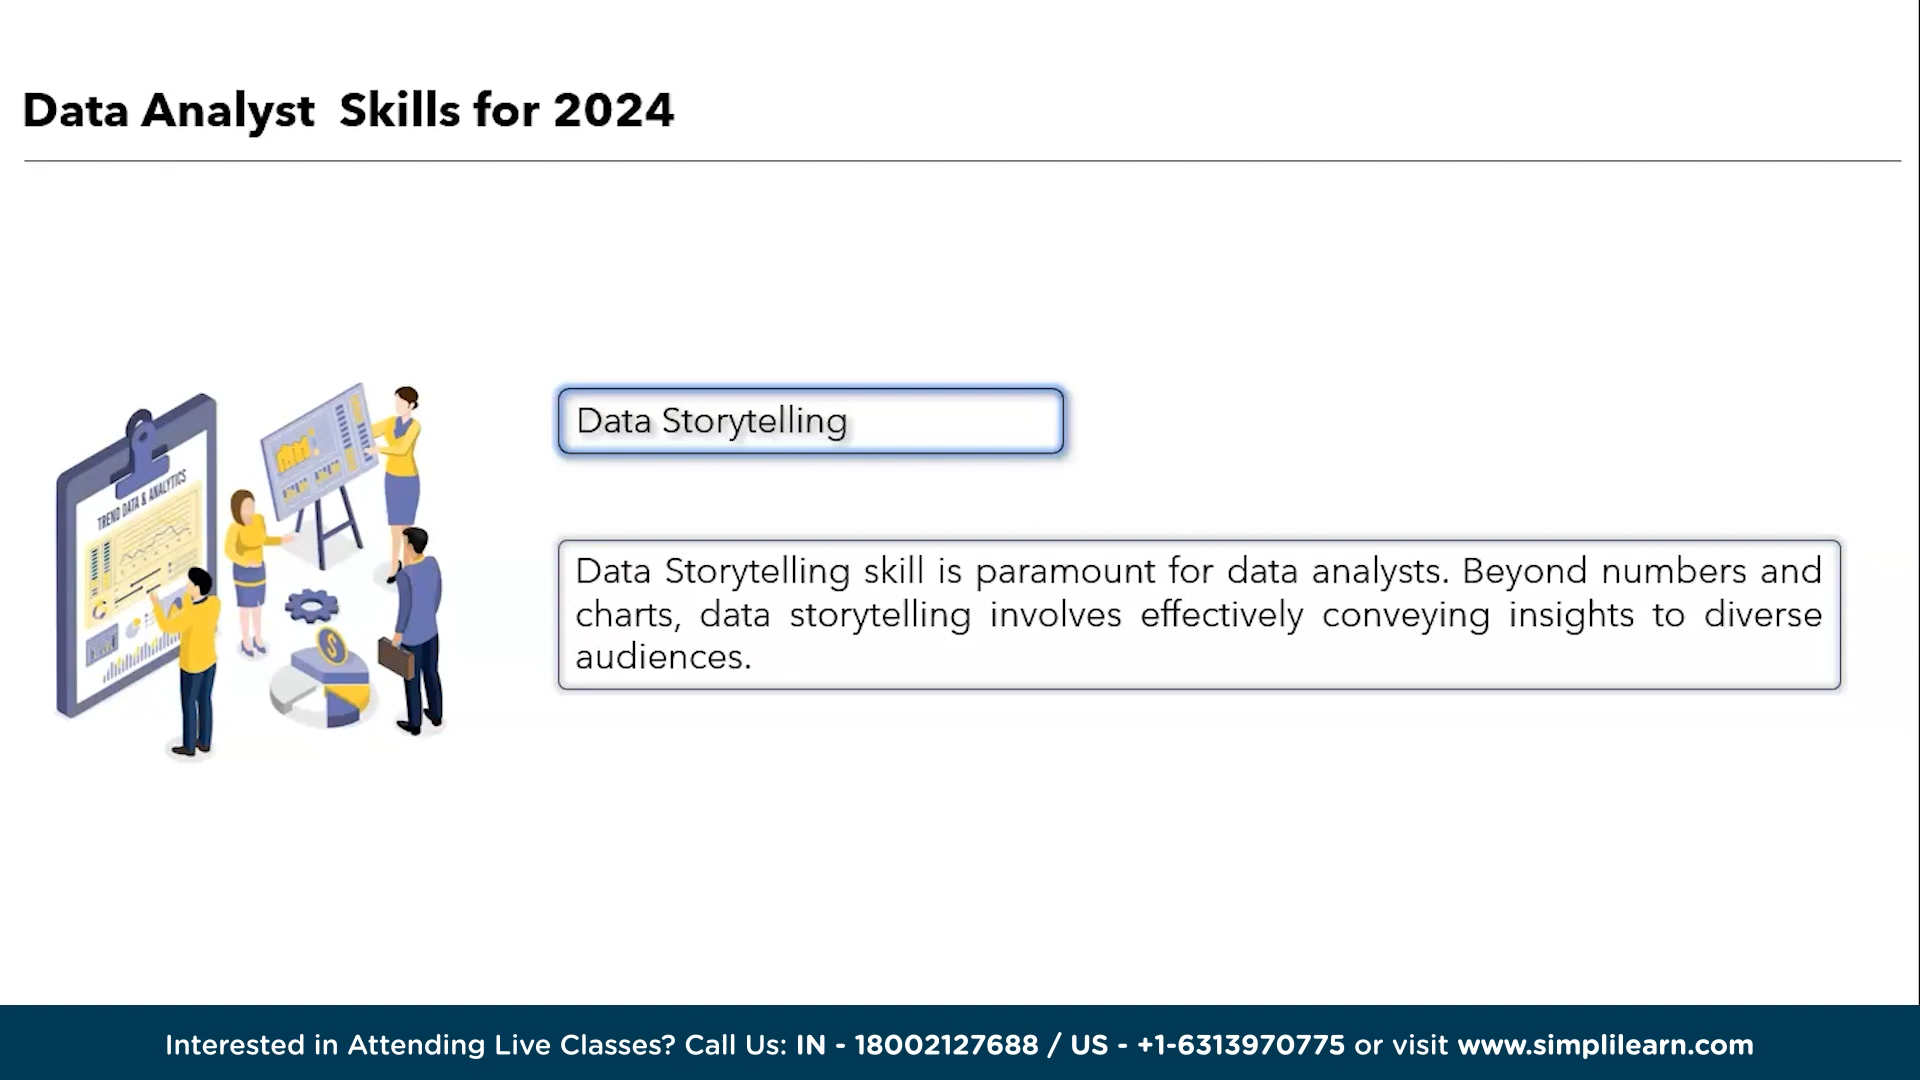 Data Analyst Skills for 2024
TREND DATA & ANALYTICS
Data Storytelling
Data Storytelling skill is paramount for data analysts. Beyond numbers and
charts, data storytelling involves effectively conveying insights to diverse
audiences.
Interested in Attending Live Classes? Call Us: IN - 18002127688 / US - +1-6313970775 or visit www.simplilearn.com